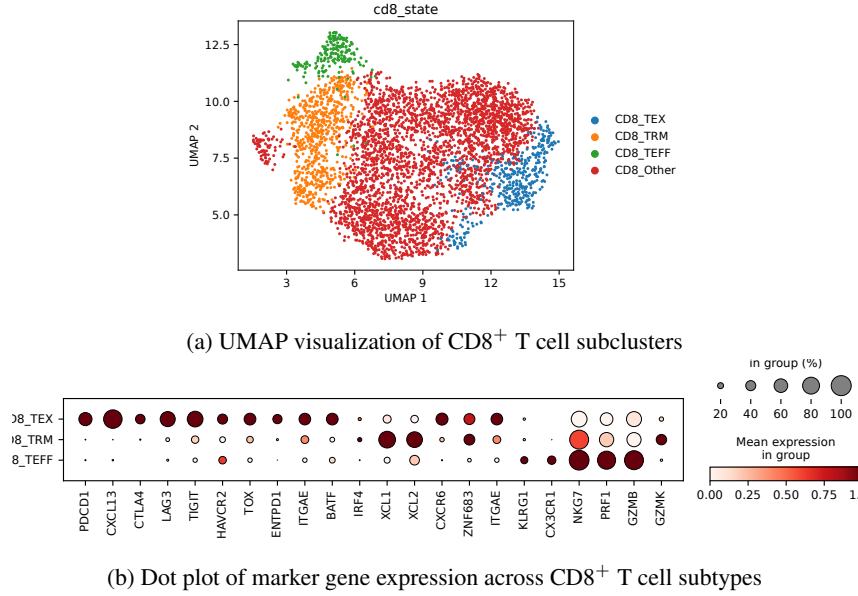 cd8_state
12.5
10.0
7.5
5.0
UMAP 2
3 6 9 12 15
UMAP 1
CD8_TEX
CD8_TRM
CD8_TEFF
CD8_Other
(a) UMAP visualization of CD8+ T cell subclusters
in group (%)
20 40 60 80 100
Mean expression
in group
0.00 0.25 0.50 0.75 1.
D8_TEX
8_TRM
8_TEFF
PDCD1 CXCL13 CTLA4 LAG3 TIGIT HAVCR2 TOX ENTPD1 ITGAE BATF IRF4 XCL1 XCL2 CXCR6 ZNF683 ITGAE KLRG1 CX3CR1 NKG7 PRF1 GZMB GZMK
(b) Dot plot of marker gene expression across CD8+ T cell subtypes